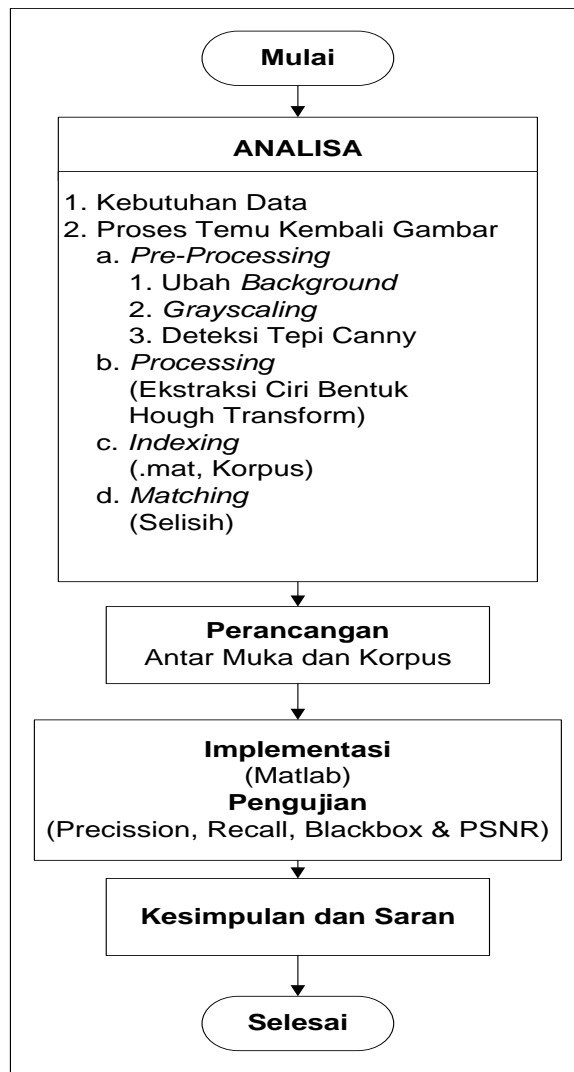 Mulai
ANALISA
1. Kebutuhan Data
2. Proses Temu Kembali Gambar
a. Pre-Processing
1. Ubah Background
2. Grayscaling
3. Deteksi Tepi Canny
b. Processing
(Ekstraksi Ciri Bentuk
Hough Transform)
c. Indexing
(.mat, Korpus)
d. Matching
(Selisih)
Perancangan
Antar Muka dan Korpus
Implementasi
(Matlab)
Pengujian
(Precission, Recall, Blackbox & PSNR)
Kesimpulan dan Saran
Selesai